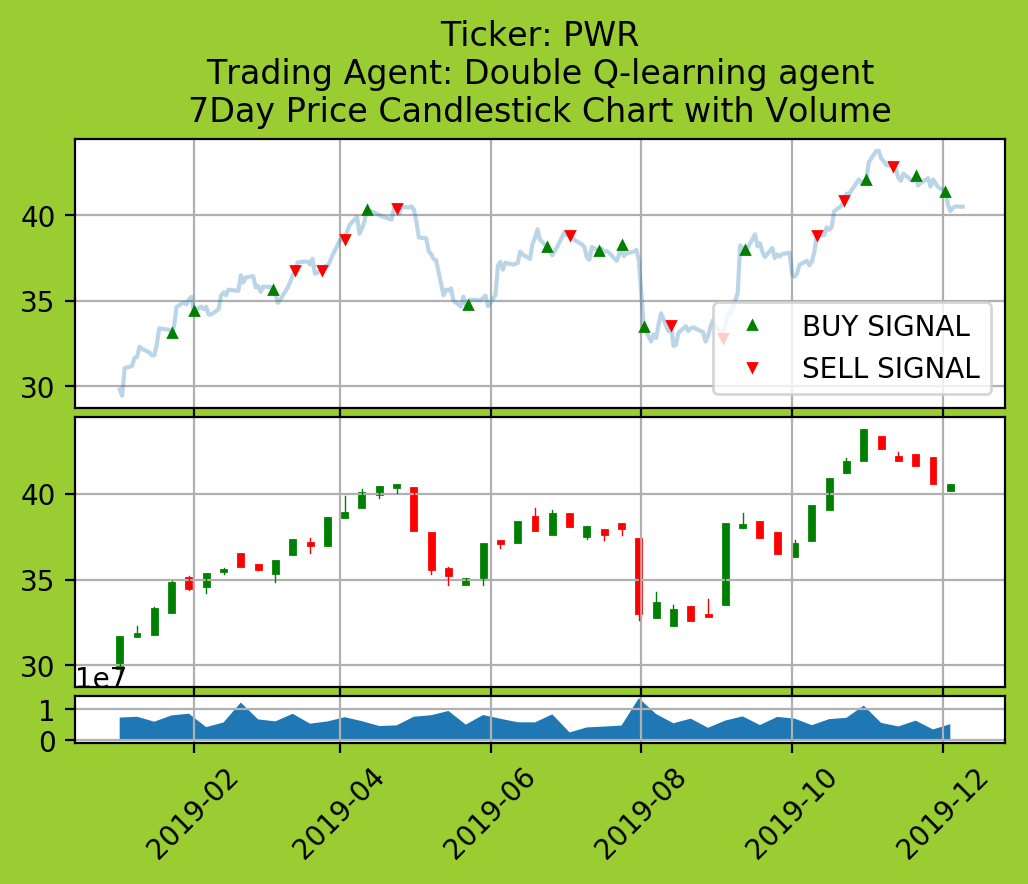 Ticker: PWR
Trading Agent: Double Q-learning agent
7Day Price Candlestick Chart with Volume
40
35
30
BUY SIGNAL
SELL SIGNAL
40
35
30
1e7
1
0
2019-02
2019-04
2019-06
2019-08
2019-10
2019-12